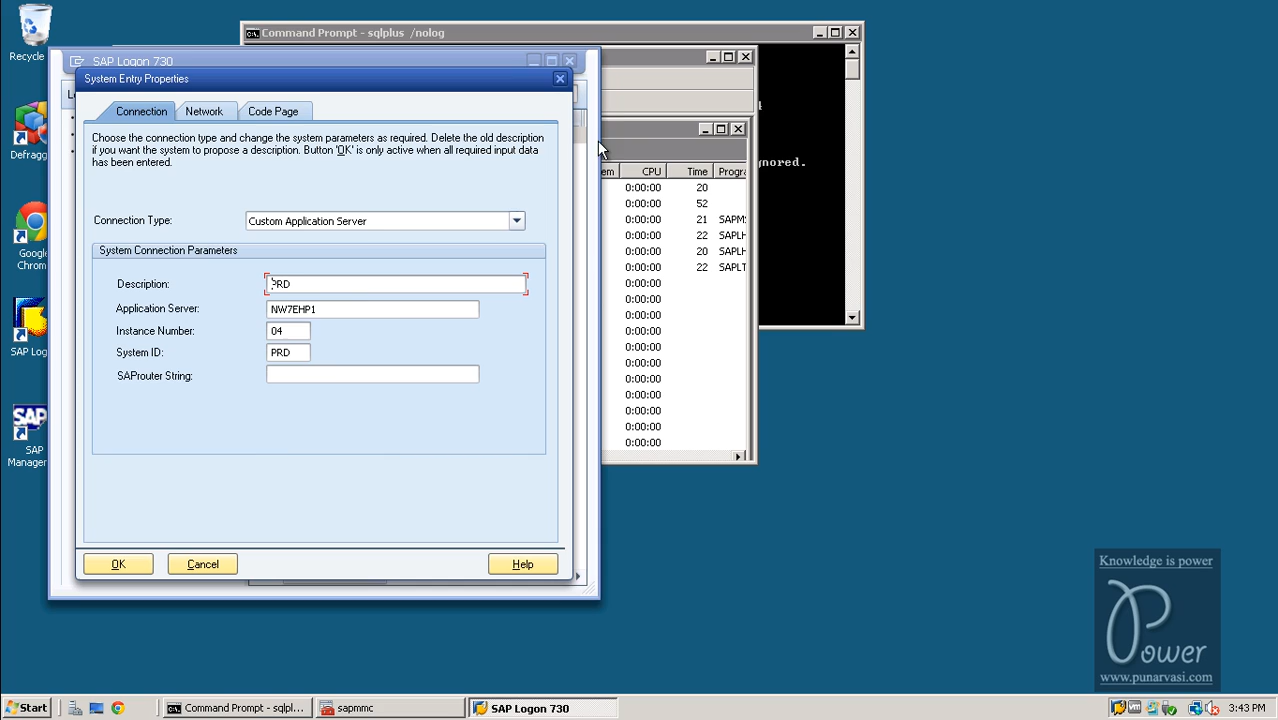 Recycle
Command Prompt - sqlplus /nolog
SAP Logon 730
System Entry Properties
Connection
Network
Code Page
Choose the connection type and change the system parameters as required. Delete the old description
if you want the system to propose a description. Button 'OK' is only active when all required input data
has been entered.
Connection Type:
Custom Application Server
System Connection Parameters
Description:
PRD
Application Server:
NW7EHP1
Instance Number:
04
System ID:
PRD
SAProuter String:
OK
Cancel
Help
Defragg
Google
Chrom
SAP Log
SAP
Manager
gnored.
em CPU Time Progr
0:00:00 20
0:00:00 52
0:00:00 21 SAPM
0:00:00 22 SAPLH
0:00:00 20 SAPLH
0:00:00 22 SAPLT
0:00:00
0:00:00
0:00:00
0:00:00
0:00:00
0:00:00
0:00:00
0:00:00
0:00:00
0:00:00
0:00:00
Knowledge is power
Power
www.punarvasi.com
Start
Command Prompt - sqlpl...
sapmmc
SAP Logon 730
3:43 PM